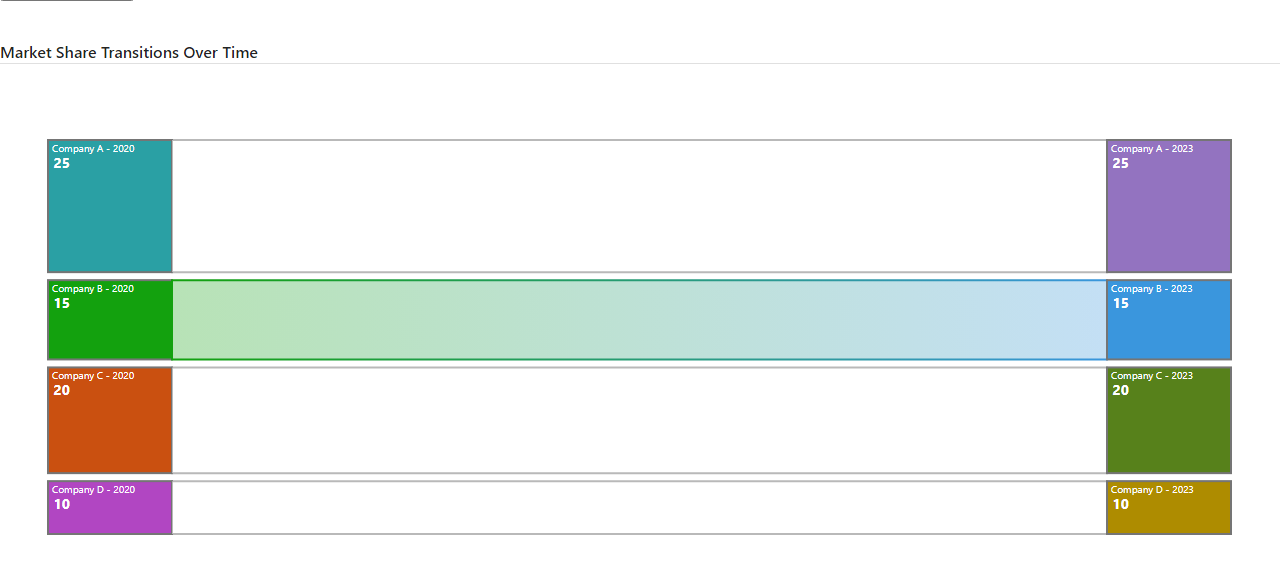 Market Share Transitions Over Time
Company A - 2020
25
Company A - 2023
25
Company B - 2020
15
Company B - 2023
15
Company C - 2020
20
Company C - 2023
20
Company D - 2020
10
Company D - 2023
10